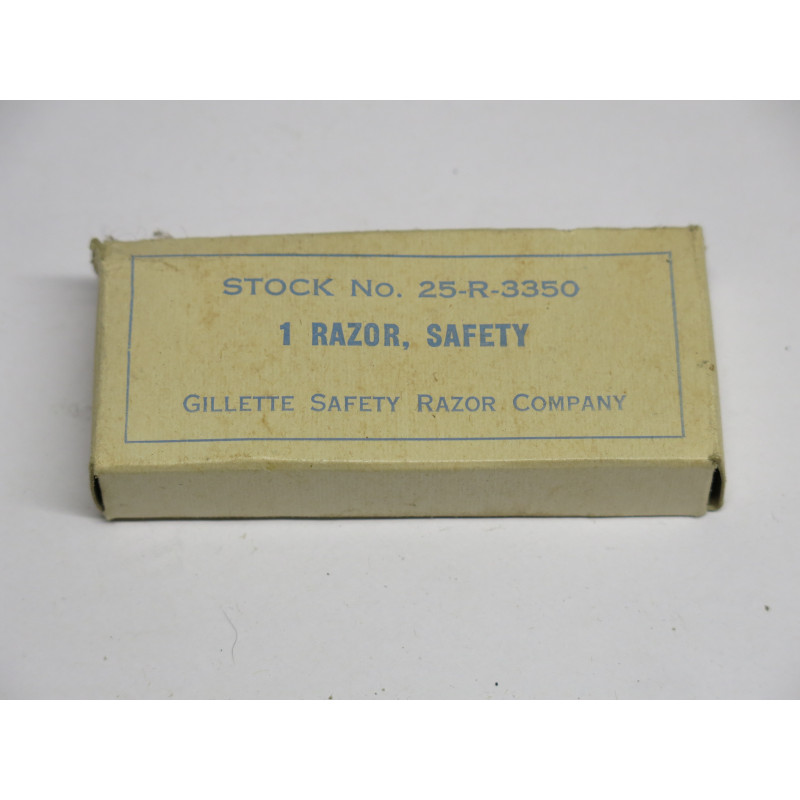 STOCK No. 25-R-3350
1 RAZOR, SAFETY
GILLETTE SAFETY RAZOR COMPANY